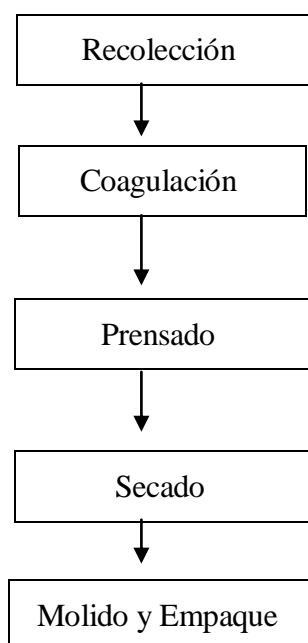 Recolección
Coagulación
Prensado
Secado
Molido y Empaque